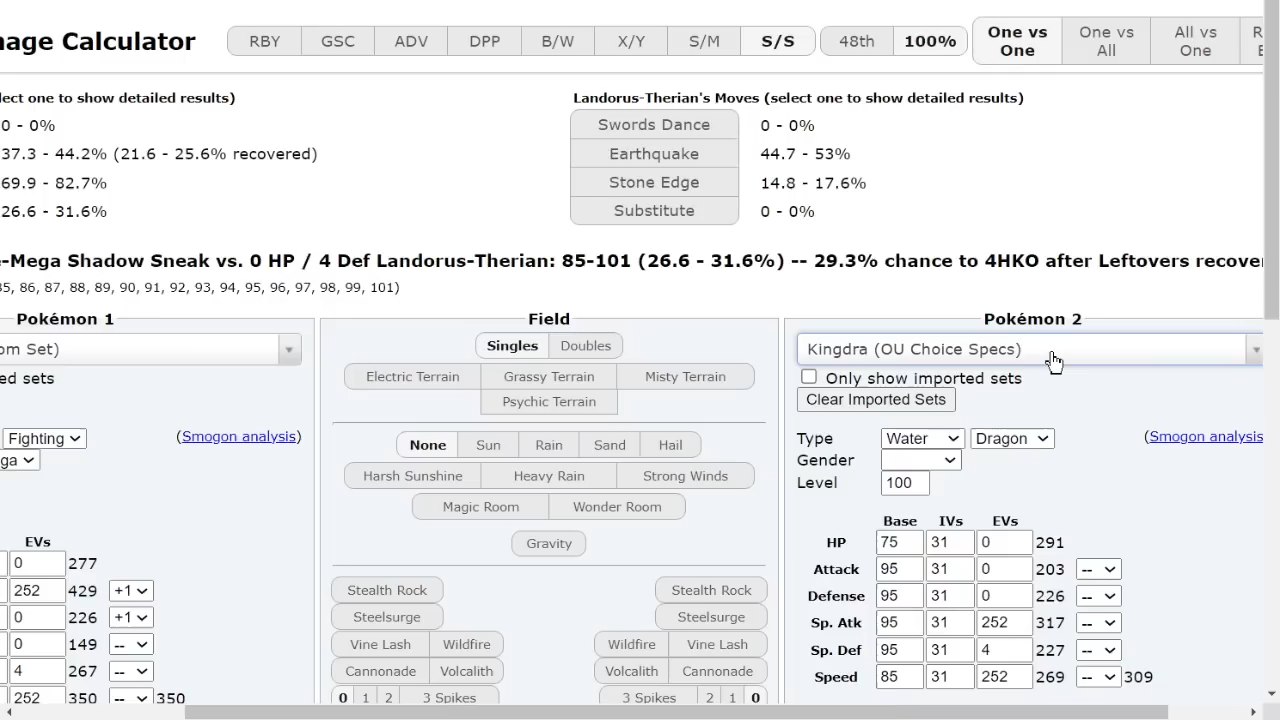 nage Calculator RBY GSC ADV DPP B/W X/Y S/M S/S 48th 100% One vs One One vs All All vs One
lect one to show detailed results) Landorus-Therian's Moves (select one to show detailed results)
0 - 0% Swords Dance 0 - 0%
37.3 - 44.2% (21.6 - 25.6% recovered) Earthquake 44.7 - 53%
69.9 - 82.7% Stone Edge 14.8 - 17.6%
26.6 - 31.6% Substitute 0 - 0%
-Mega Shadow Sneak vs. 0 HP / 4 Def Landorus-Therian: 85-101 (26.6 - 31.6%) -- 29.3% chance to 4HKO after Leftovers recove
85, 86, 87, 88, 89, 90, 91, 92, 93, 94, 95, 96, 97, 98, 99, 101)
Pokémon 1 Field Pokémon 2
om Set) Singles Doubles Kingdra (OU Choice Specs)
ed sets Electric Terrain Grassy Terrain Misty Terrain Only show imported sets
Psychic Terrain Clear Imported Sets
Fighting (Smogon analysis) None Sun Rain Sand Hail Type Water Dragon (Smogon analysis
ga Gender
Harsh Sunshine Heavy Rain Strong Winds Level 100
Magic Room Wonder Room
Base IVs EVs
EVs Gravity HP 75 31 0 291
0 277
252 429 +1 Stealth Rock Stealth Rock Attack 95 31 0 203 --
0 226 +1 Steelsurge Steelsurge Defense 95 31 0 226 --
0 149 -- Vine Lash Wildfire Wildfire Vine Lash Sp. Atk 95 31 252 317 --
4 267 -- Cannonade Volcalith Volcalith Cannonade Sp. Def 95 31 4 227 --
252 350 -- 350 0 1 2 3 Spikes 3 Spikes 2 1 0 Speed 85 31 252 269 -- 309